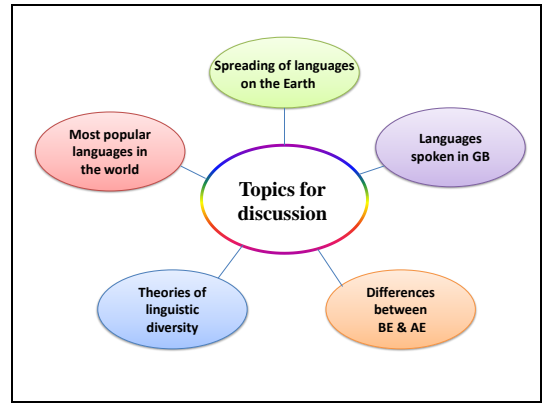 Spreading of languages
on the Earth
Most popular
languages in
the world
Languages
spoken in GB
Topics for
discussion
Theories of
linguistic
diversity
Differences
between
BE & AE